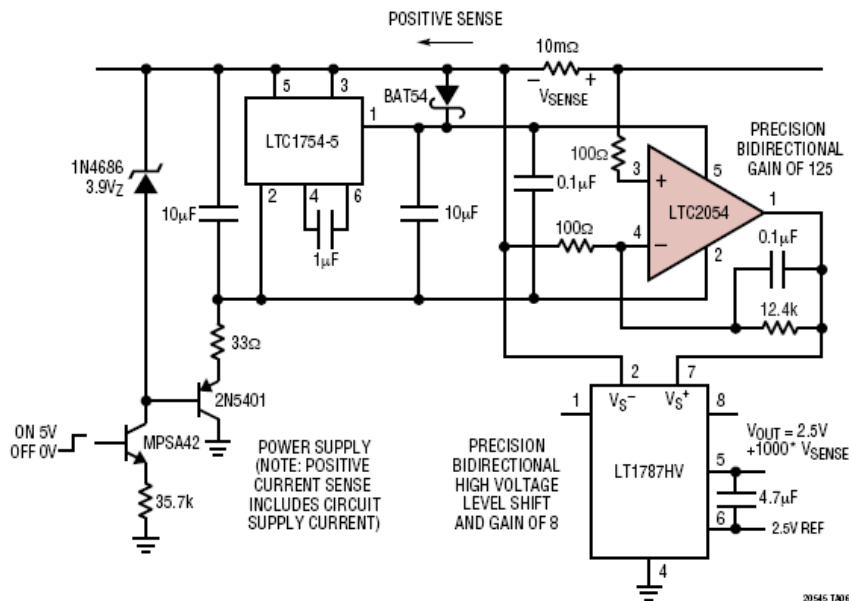 POSITIVE SENSE
10mΩ
− +
VSENSE
BAT54
5
3
LTC1754-5
1
2
4
6
1µF
1N4686
3.9VZ
10µF
10µF
0.1µF
100Ω
3
+
5
LTC2054
1
PRECISION
BIDIRECTIONAL
GAIN OF 125
100Ω
4
−
2
0.1µF
12.4k
33Ω
2N5401
ON 5V
OFF 0V
MPSA42
35.7k
POWER SUPPLY
(NOTE: POSITIVE
CURRENT SENSE
INCLUDES CIRCUIT
SUPPLY CURRENT)
PRECISION
BIDIRECTIONAL
HIGH VOLTAGE
LEVEL SHIFT
AND GAIN OF 8
2
7
1
VS−
VS+
8
LT1787HV
VOUT = 2.5V
+1000* VSENSE
5
4.7µF
6
2.5V REF
4
20545 TA06